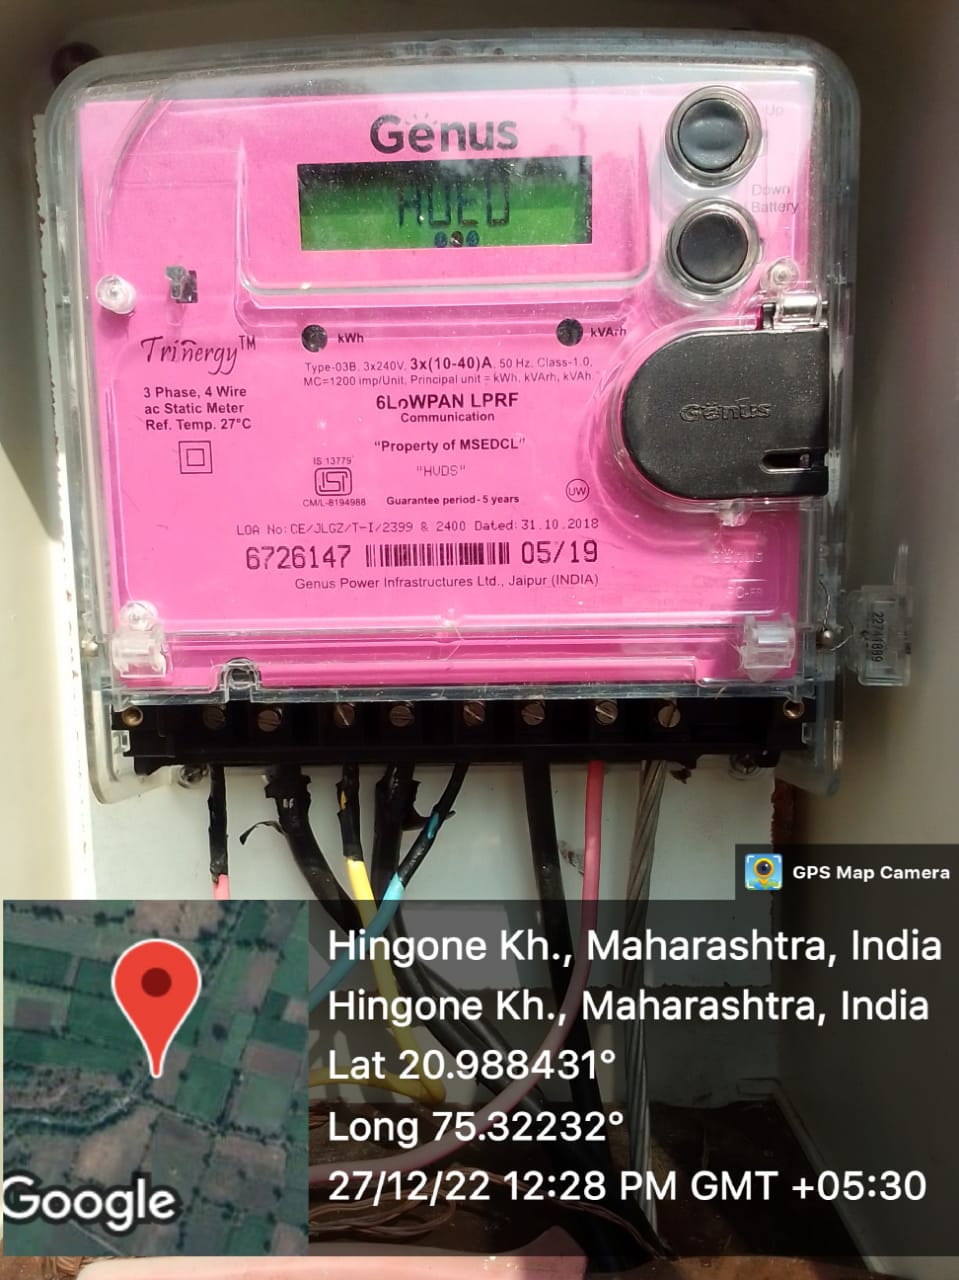 Genus
Up
Down
Battery
kWh
kVArh
Trinergy™
Type-03B, 3x240V, 3x(10-40)A, 50 Hz, Class-1.0,
MC=1200 imp/Unit, Principal unit = kWh, kVArh, kVAh.
3 Phase, 4 Wire
ac Static Meter
Ref. Temp. 27°C
6LoWPAN LPRF
Communication
Genus
"Property of MSEDCL"
"HVDS"
IS 13779
ISI
CM/L-8194988
Guarantee period - 5 years
UW
LOA No:CE/JLGZ/T-I/2399 & 2400 Dated: 31.10.2018
6726147 05/19
Genus Power Infrastructures Ltd., Jaipur (INDIA)
Genus
22711889
GPS Map Camera
Hingone Kh., Maharashtra, India
Hingone Kh., Maharashtra, India
Lat 20.988431°
Long 75.32232°
27/12/22 12:28 PM GMT +05:30
Google